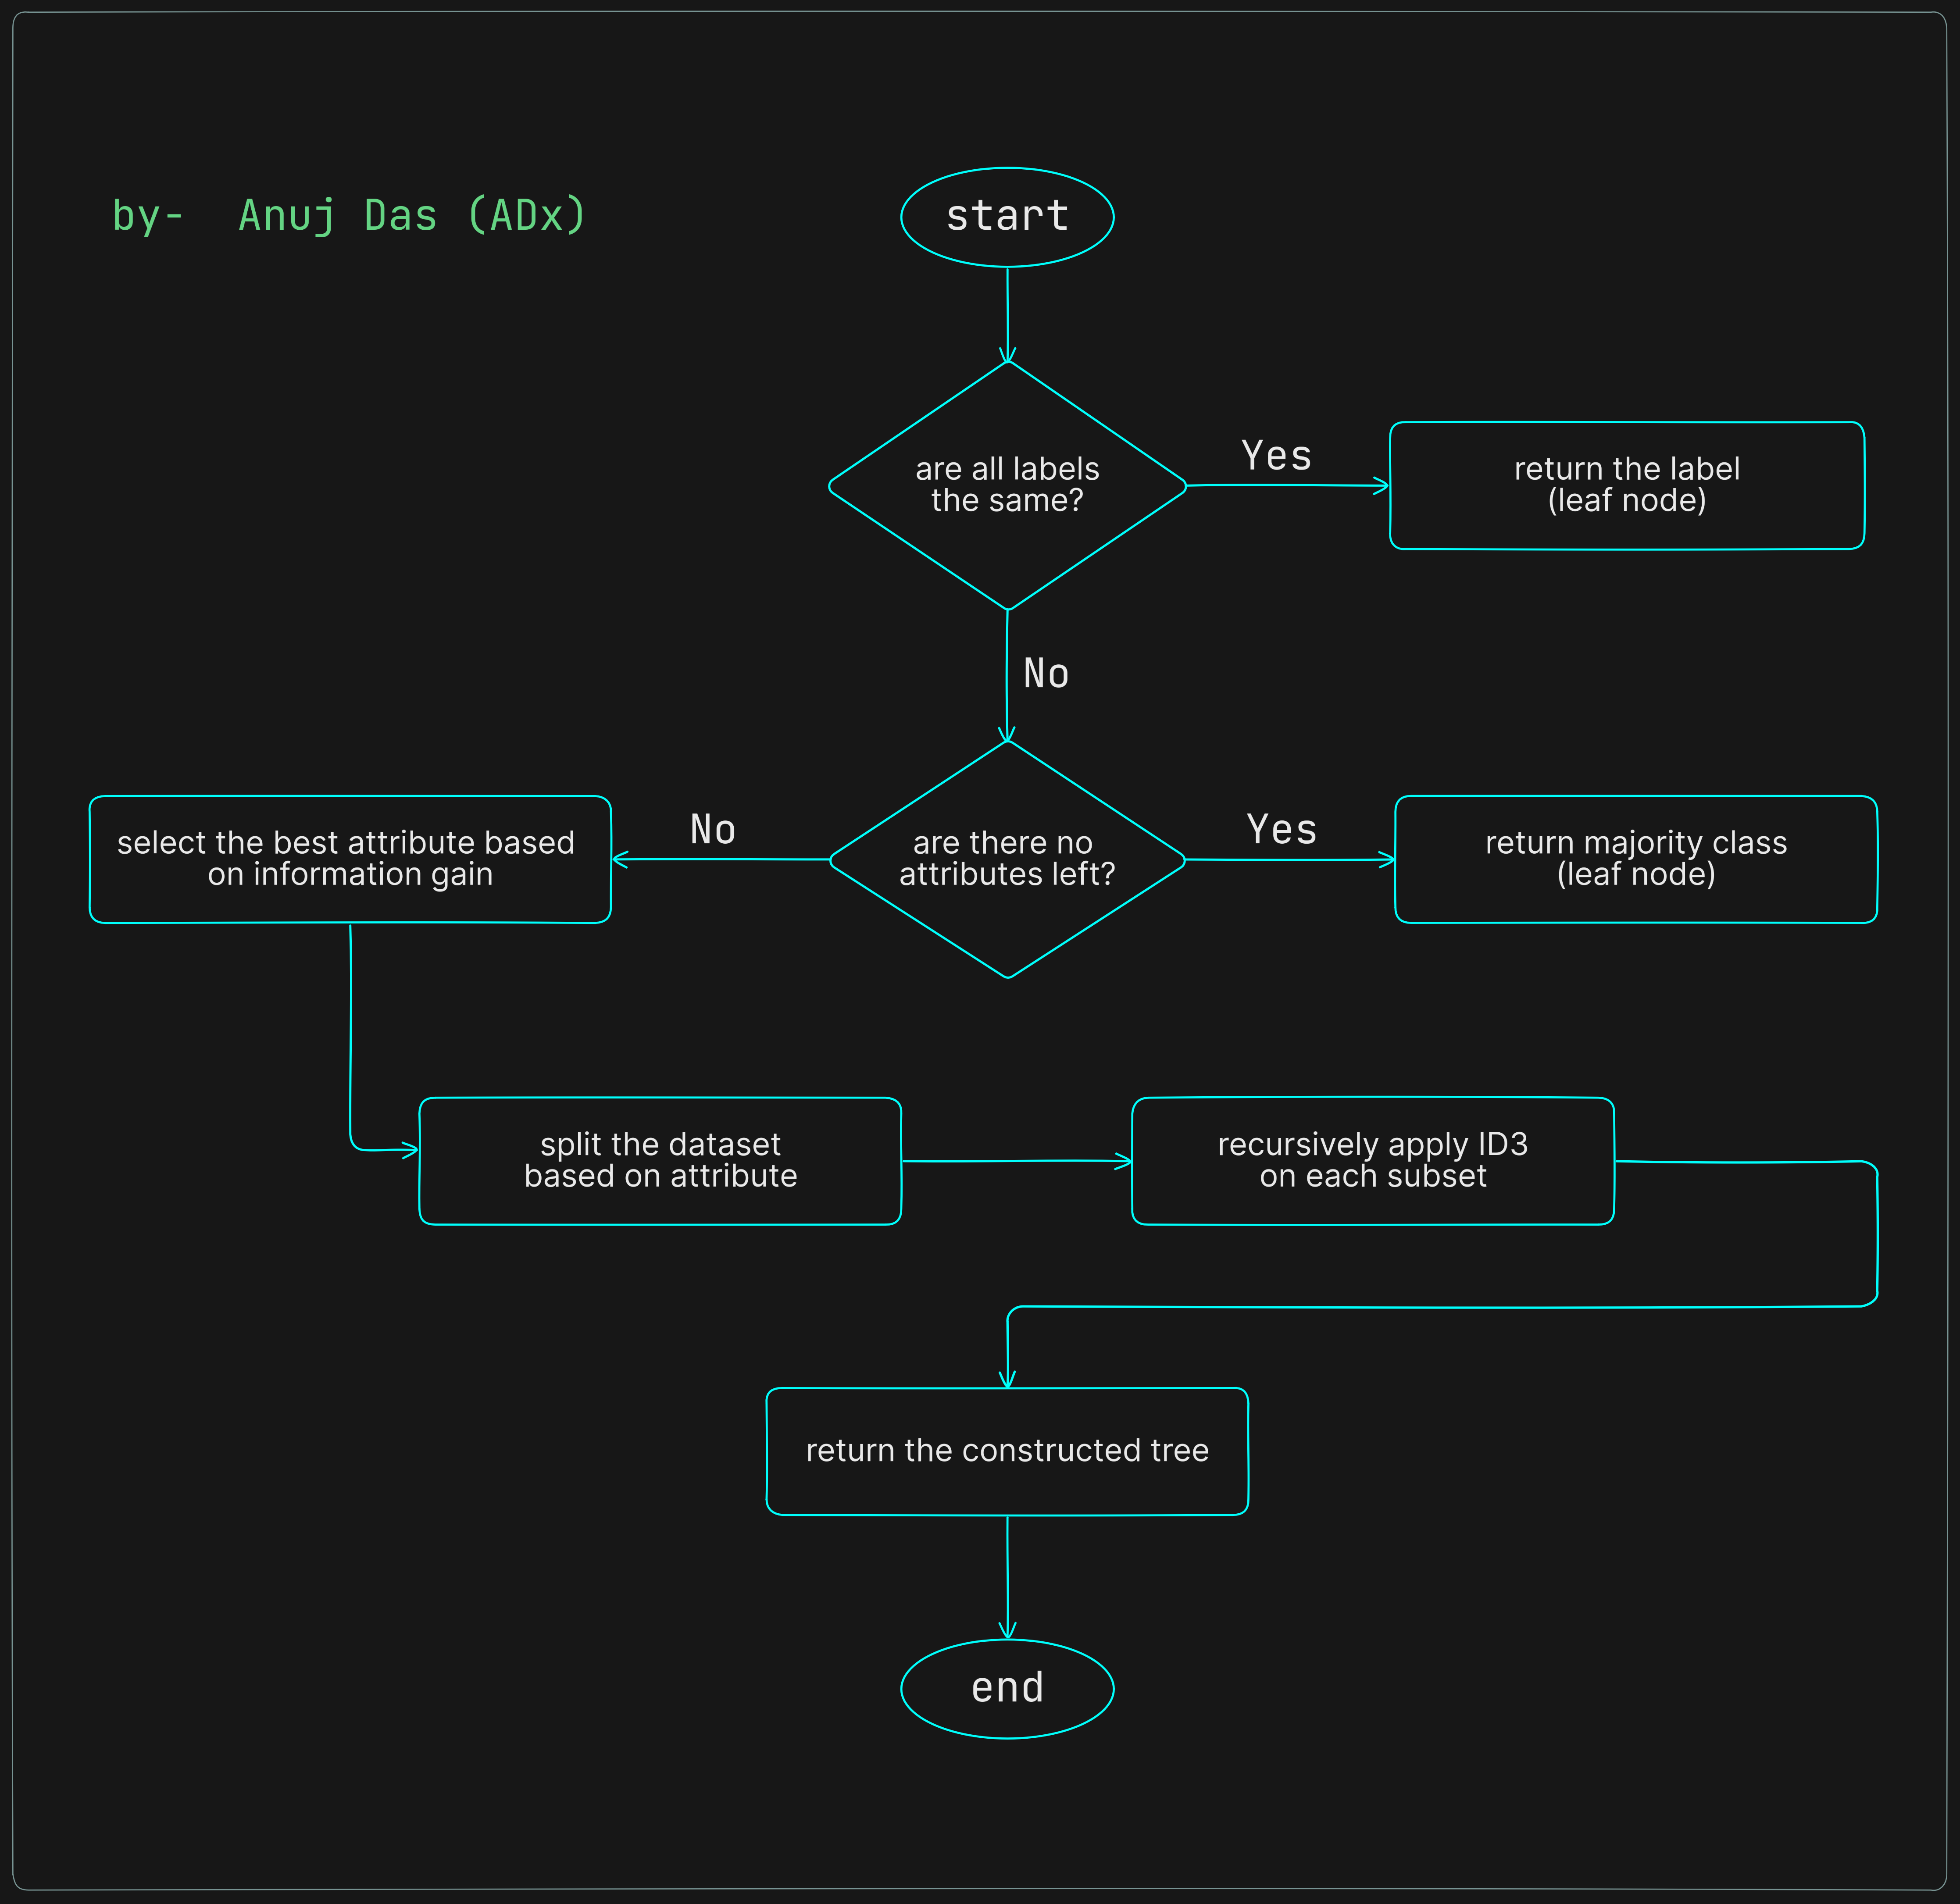 by-  Anuj Das (ADx)
start
are all labels
the same?
Yes
return the label
(leaf node)
No
select the best attribute based
on information gain
No
are there no
attributes left?
Yes
return majority class
(leaf node)
split the dataset
based on attribute
recursively apply ID3
on each subset
return the constructed tree
end